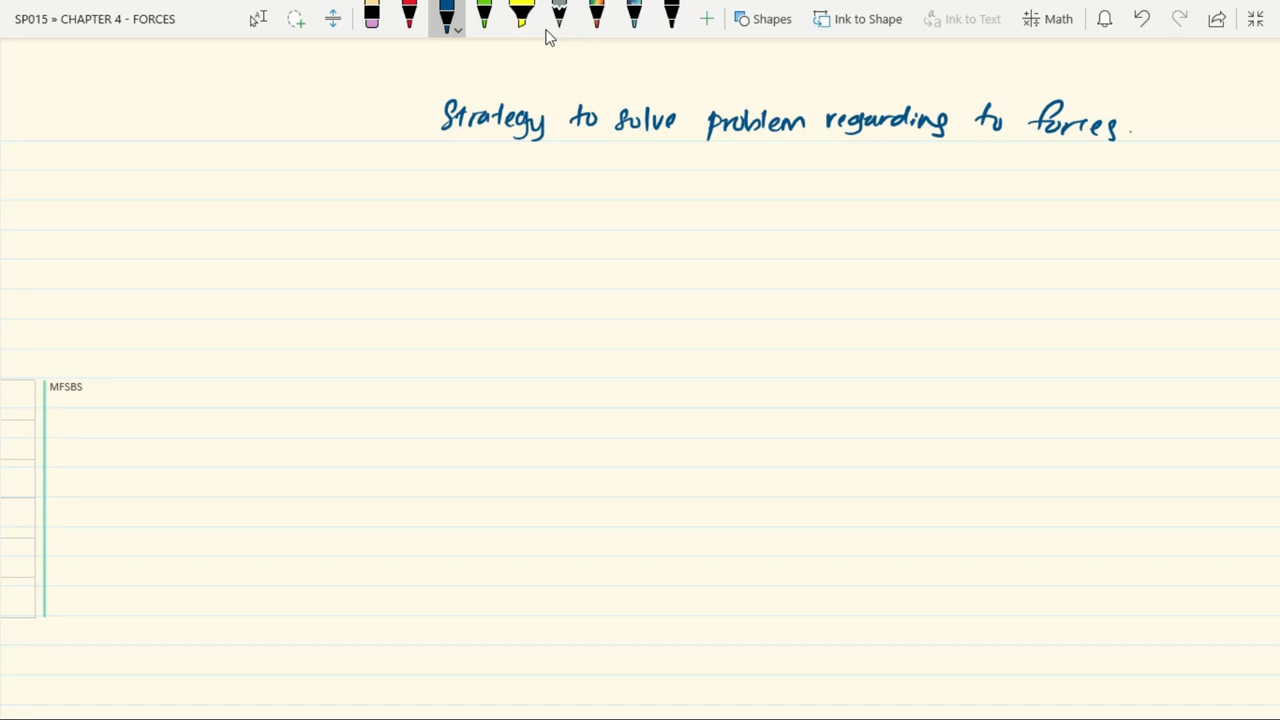 SP015 » CHAPTER 4 - FORCES
Shapes
Ink to Shape
Ink to Text
Math
Strategy to solve problem regarding to forces.
MFSBS